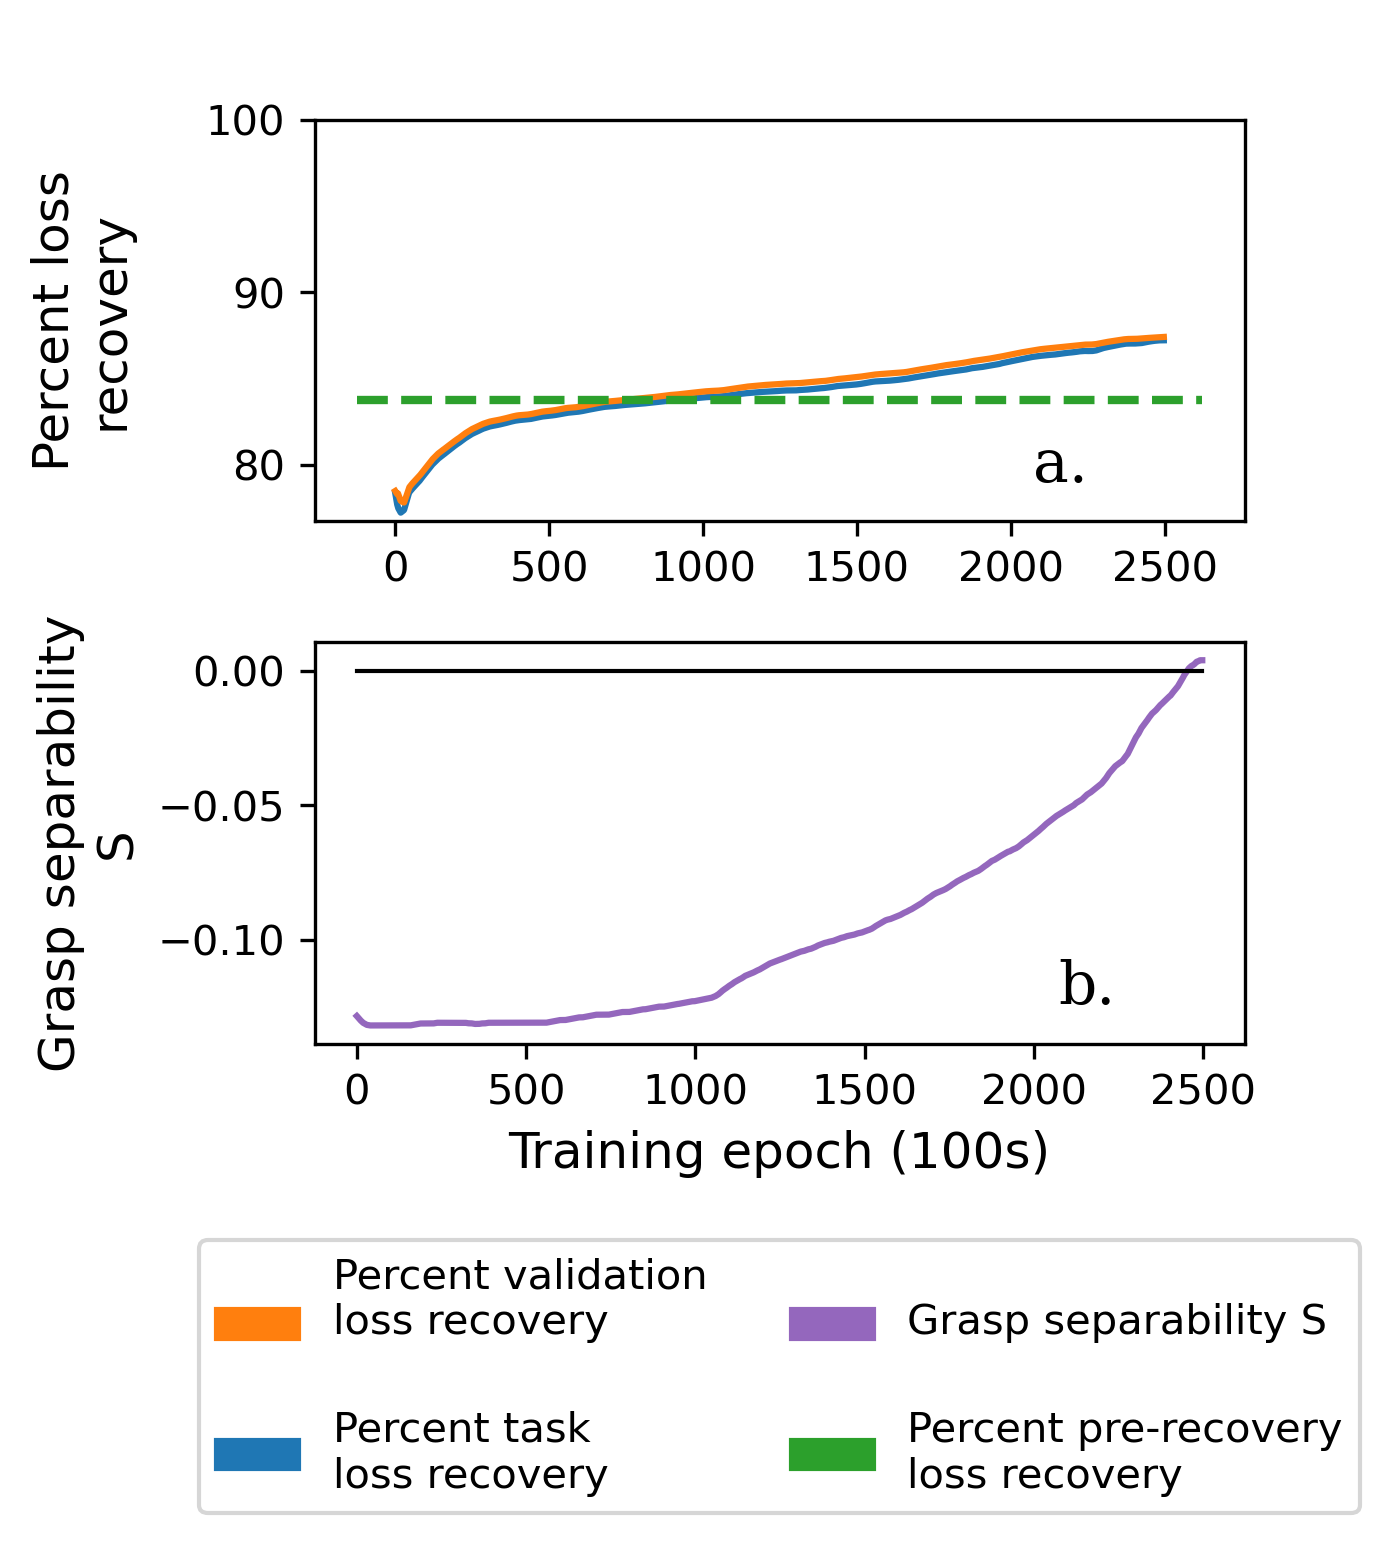 Percent loss
recovery
100
90
80
a.
0 500 1000 1500 2000 2500
Grasp separability
S
0.00
−0.05
−0.10
b.
0 500 1000 1500 2000 2500
Training epoch (100s)
Percent validation
loss recovery
Percent task
loss recovery
Grasp separability S
Percent pre-recovery
loss recovery